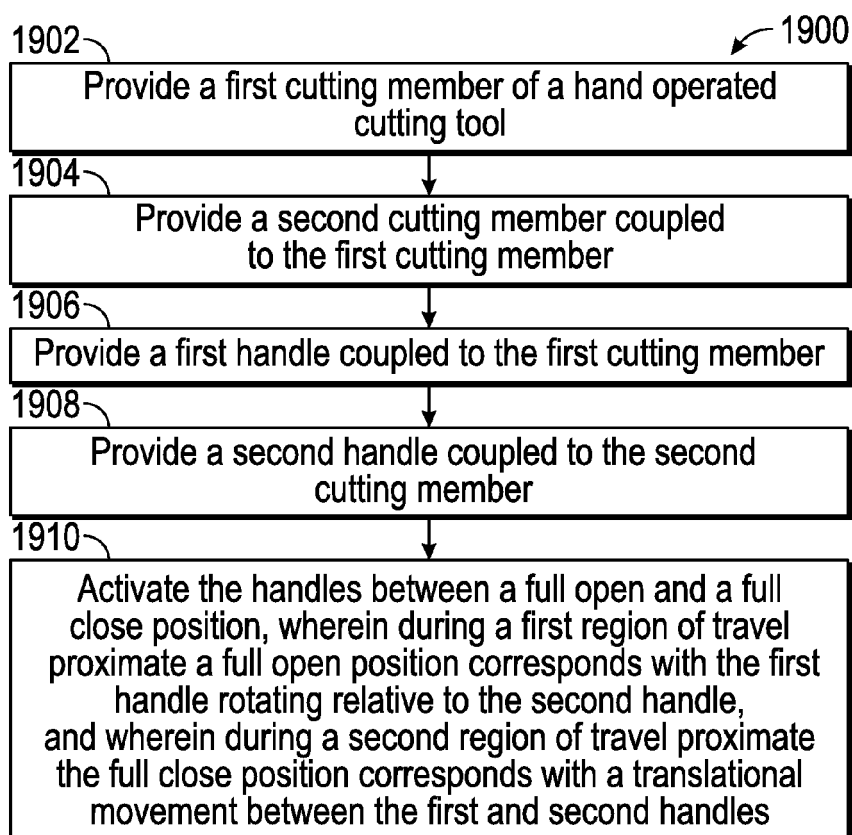 1902
1900
Provide a first cutting member of a hand operated
cutting tool
1904
Provide a second cutting member coupled
to the first cutting member
1906
Provide a first handle coupled to the first cutting member
1908
Provide a second handle coupled to the second
cutting member
1910
Activate the handles between a full open and a full
close position, wherein during a first region of travel
proximate a full open position corresponds with the first
handle rotating relative to the second handle,
and wherein during a second region of travel proximate
the full close position corresponds with a translational
movement between the first and second handles